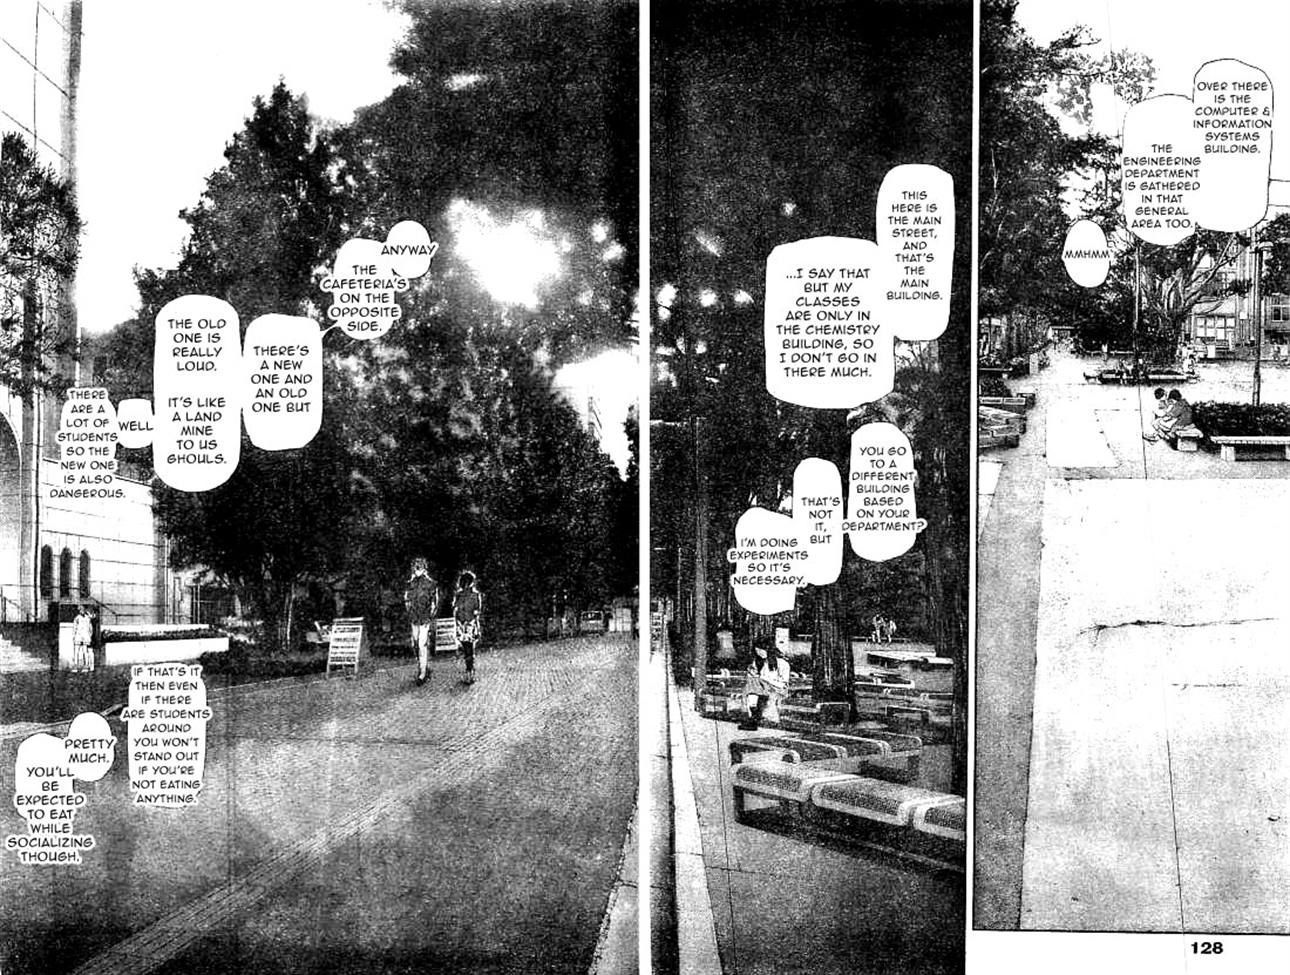 OVER THERE
IS THE
COMPUTER &
INFORMATION
SYSTEMS
BUILDING.
THE
ENGINEERING
DEPARTMENT
IS GATHERED
IN THAT
GENERAL
AREA TOO.
MMHMM
THIS
HERE IS
THE MAIN
STREET,
AND
THAT'S
THE
MAIN
BUILDING.
...I SAY THAT
BUT MY
CLASSES
ARE ONLY IN
THE CHEMISTRY
BUILDING, SO
I DON'T GO IN
THERE MUCH.
YOU GO
TO A
DIFFERENT
BUILDING
BASED
ON YOUR
DEPARTMENT?
THAT'S
NOT
IT,
BUT
I'M DOING
EXPERIMENTS
SO IT'S
NECESSARY.
ANYWAY
THE
CAFETERIA'S
ON THE
OPPOSITE
SIDE.
THERE'S
A NEW
ONE AND
AN OLD
ONE BUT
THE OLD
ONE IS
REALLY
LOUD.
IT'S LIKE
A LAND
MINE
TO US
GHOULS.
WELL
THERE
ARE A
LOT OF
STUDENTS
SO THE
NEW ONE
IS ALSO
DANGEROUS.
IF THAT'S IT
THEN EVEN
IF THERE
ARE STUDENTS
AROUND
YOU WON'T
STAND OUT
IF YOU'RE
NOT EATING
ANYTHING.
PRETTY
MUCH.
YOU'LL
BE
EXPECTED
TO EAT
WHILE
SOCIALIZING
THOUGH.
128